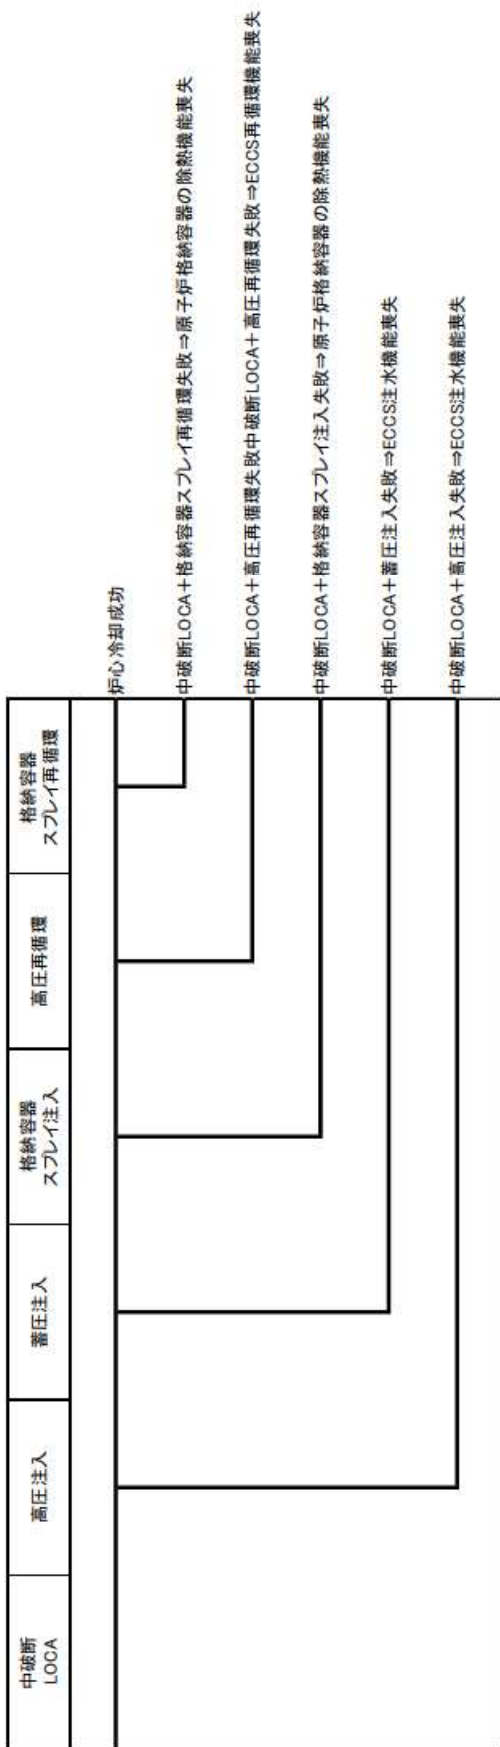 中破断
LOCA
高圧注入
蓄圧注入
格納容器
スプレイ注入
高圧再循環
格納容器
スプレイ再循環
炉心冷却成功
中破断LOCA＋格納容器スプレイ再循環失敗⇒原子炉格納容器の除熱機能喪失
中破断LOCA＋高圧再循環失敗中破断LOCA＋高圧再循環失敗⇒ECCS再循環機能喪失
中破断LOCA＋格納容器スプレイ注入失敗⇒原子炉格納容器の除熱機能喪失
中破断LOCA＋蓄圧注入失敗⇒ECCS注水機能喪失
中破断LOCA＋高圧注入失敗⇒ECCS注水機能喪失